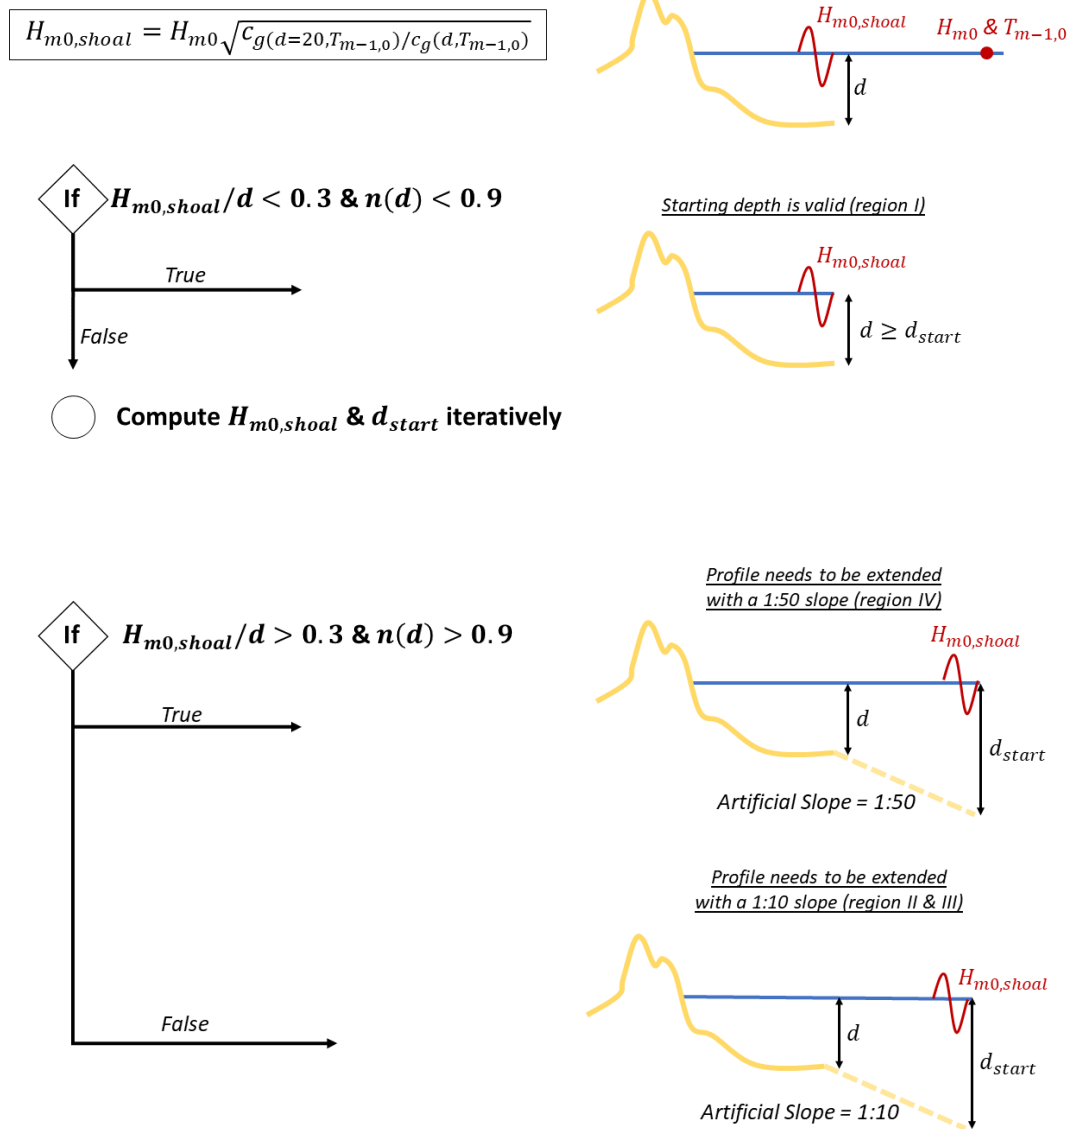 H_{m0,shoal} = H_{m0}√(c_{g(d=20,T_{m−1,0})}/c_{g}(d,T_{m−1,0}))
H_{m0,shoal}
H_{m0} & T_{m−1,0}
d
If H_{m0,shoal}/d < 0.3 & n(d) < 0.9
Starting depth is valid (region I)
H_{m0,shoal}
True
d ≥ d_{start}
False
Compute H_{m0,shoal} & d_{start} iteratively
Profile needs to be extended
with a 1:50 slope (region IV)
If H_{m0,shoal}/d > 0.3 & n(d) > 0.9
H_{m0,shoal}
True
d
d_{start}
Artificial Slope = 1:50
Profile needs to be extended
with a 1:10 slope (region II & III)
H_{m0,shoal}
False
d
d_{start}
Artificial Slope = 1:10